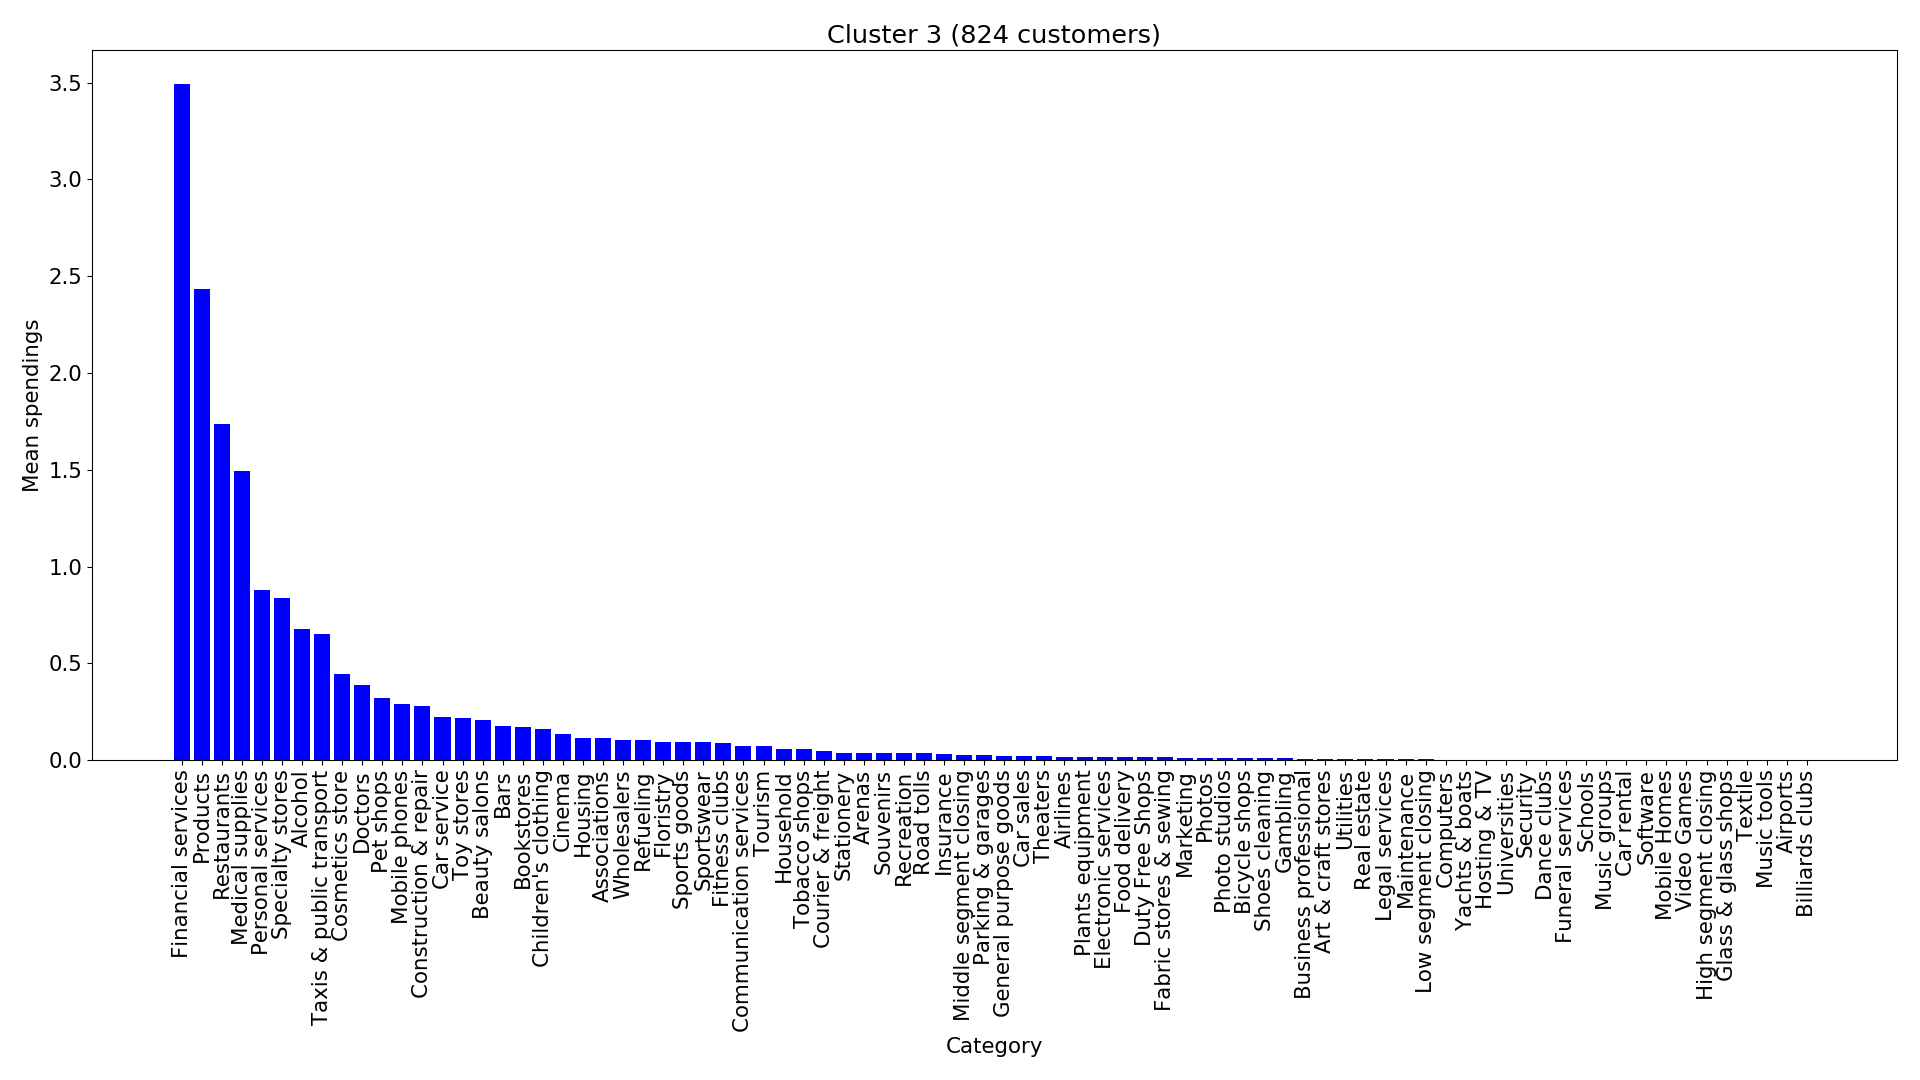 Cluster 3 (824 customers)
3.5
3.0
2.5
2.0
1.5
1.0
0.5
0.0
Mean spendings
Financial services
Products
Restaurants
Medical supplies
Personal services
Specialty stores
Alcohol
Taxis & public transport
Cosmetics store
Doctors
Pet shops
Mobile phones
Construction & repair
Car service
Toy stores
Beauty salons
Bars
Bookstores
Children's clothing
Cinema
Housing
Associations
Wholesalers
Refueling
Floristry
Sports goods
Sportswear
Fitness clubs
Communication services
Tourism
Household
Tobacco shops
Courier & freight
Stationery
Arenas
Souvenirs
Recreation
Road tolls
Insurance
Middle segment closing
Parking & garages
General purpose goods
Car sales
Theaters
Airlines
Plants equipment
Electronic services
Food delivery
Duty Free Shops
Fabric stores & sewing
Marketing
Photos
Photo studios
Bicycle shops
Shoes cleaning
Gambling
Business professional
Art & craft stores
Utilities
Real estate
Legal services
Maintenance
Low segment closing
Computers
Yachts & boats
Hosting & TV
Universities
Security
Dance clubs
Funeral services
Schools
Music groups
Car rental
Software
Mobile Homes
Video Games
High segment closing
Glass & glass shops
Textile
Music tools
Airports
Billiards clubs
Category